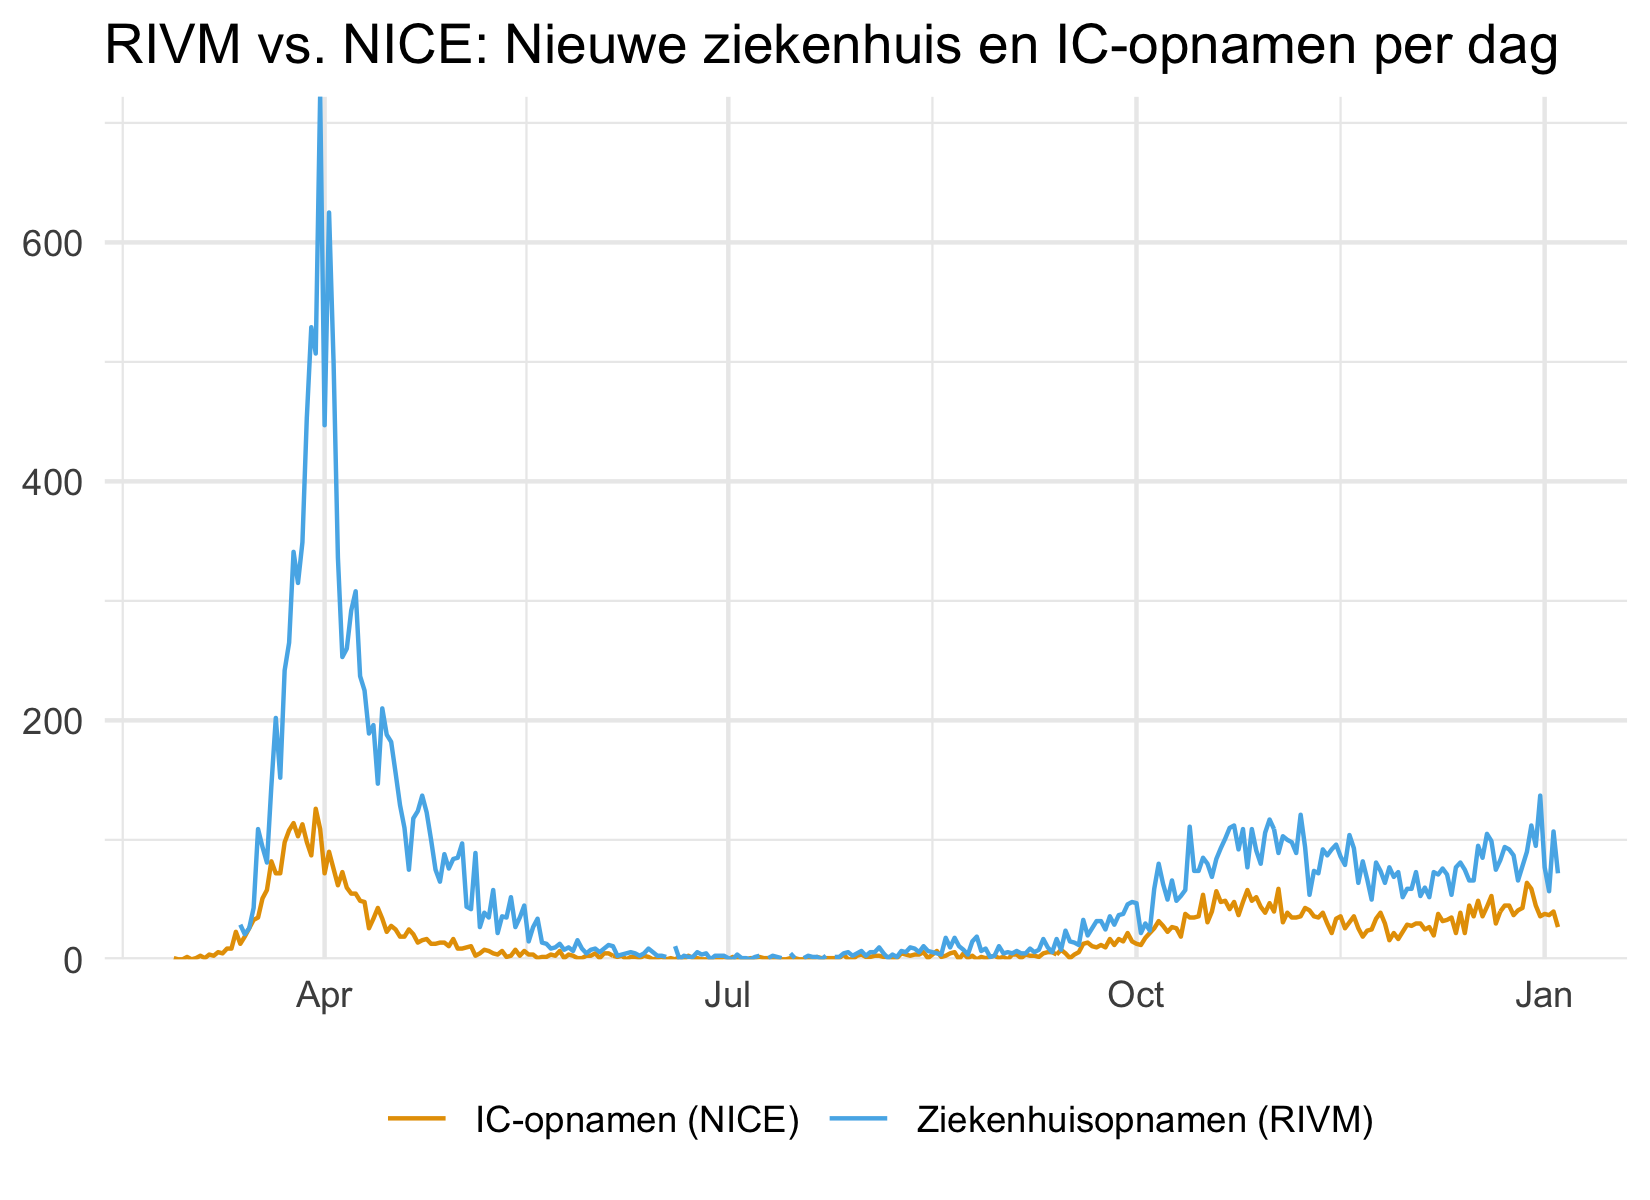 RIVM vs. NICE: Nieuwe ziekenhuis en IC-opnamen per dag
600
400
200
0
Apr Jul Oct Jan
IC-opnamen (NICE) Ziekenhuisopnamen (RIVM)